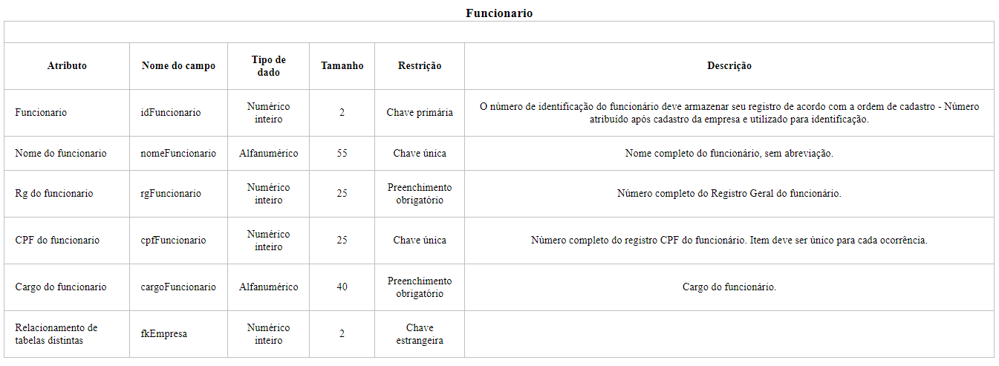 Funcionario
Atributo
Nome do campo
Tipo de
dado
Tamanho
Restrição
Descrição
Funcionario
idFuncionario
Numérico
inteiro
2
Chave primária
O número de identificação do funcionário deve armazenar seu registro de acordo com a ordem de cadastro - Número
atribuído após cadastro da empresa e utilizado para identificação.
Nome do funcionario
nomeFuncionario
Alfanumérico
55
Chave única
Nome completo do funcionário, sem abreviação.
Rg do funcionario
rgFuncionario
Numérico
inteiro
25
Preenchimento
obrigatório
Número completo do Registro Geral do funcionário.
CPF do funcionario
cpfFuncionario
Numérico
inteiro
25
Chave única
Número completo do registro CPF do funcionário. Item deve ser único para cada ocorrência.
Cargo do funcionario
cargoFuncionario
Alfanumérico
40
Preenchimento
obrigatório
Cargo do funcionário.
Relacionamento de
tabelas distintas
fkEmpresa
Numérico
inteiro
2
Chave
estrangeira